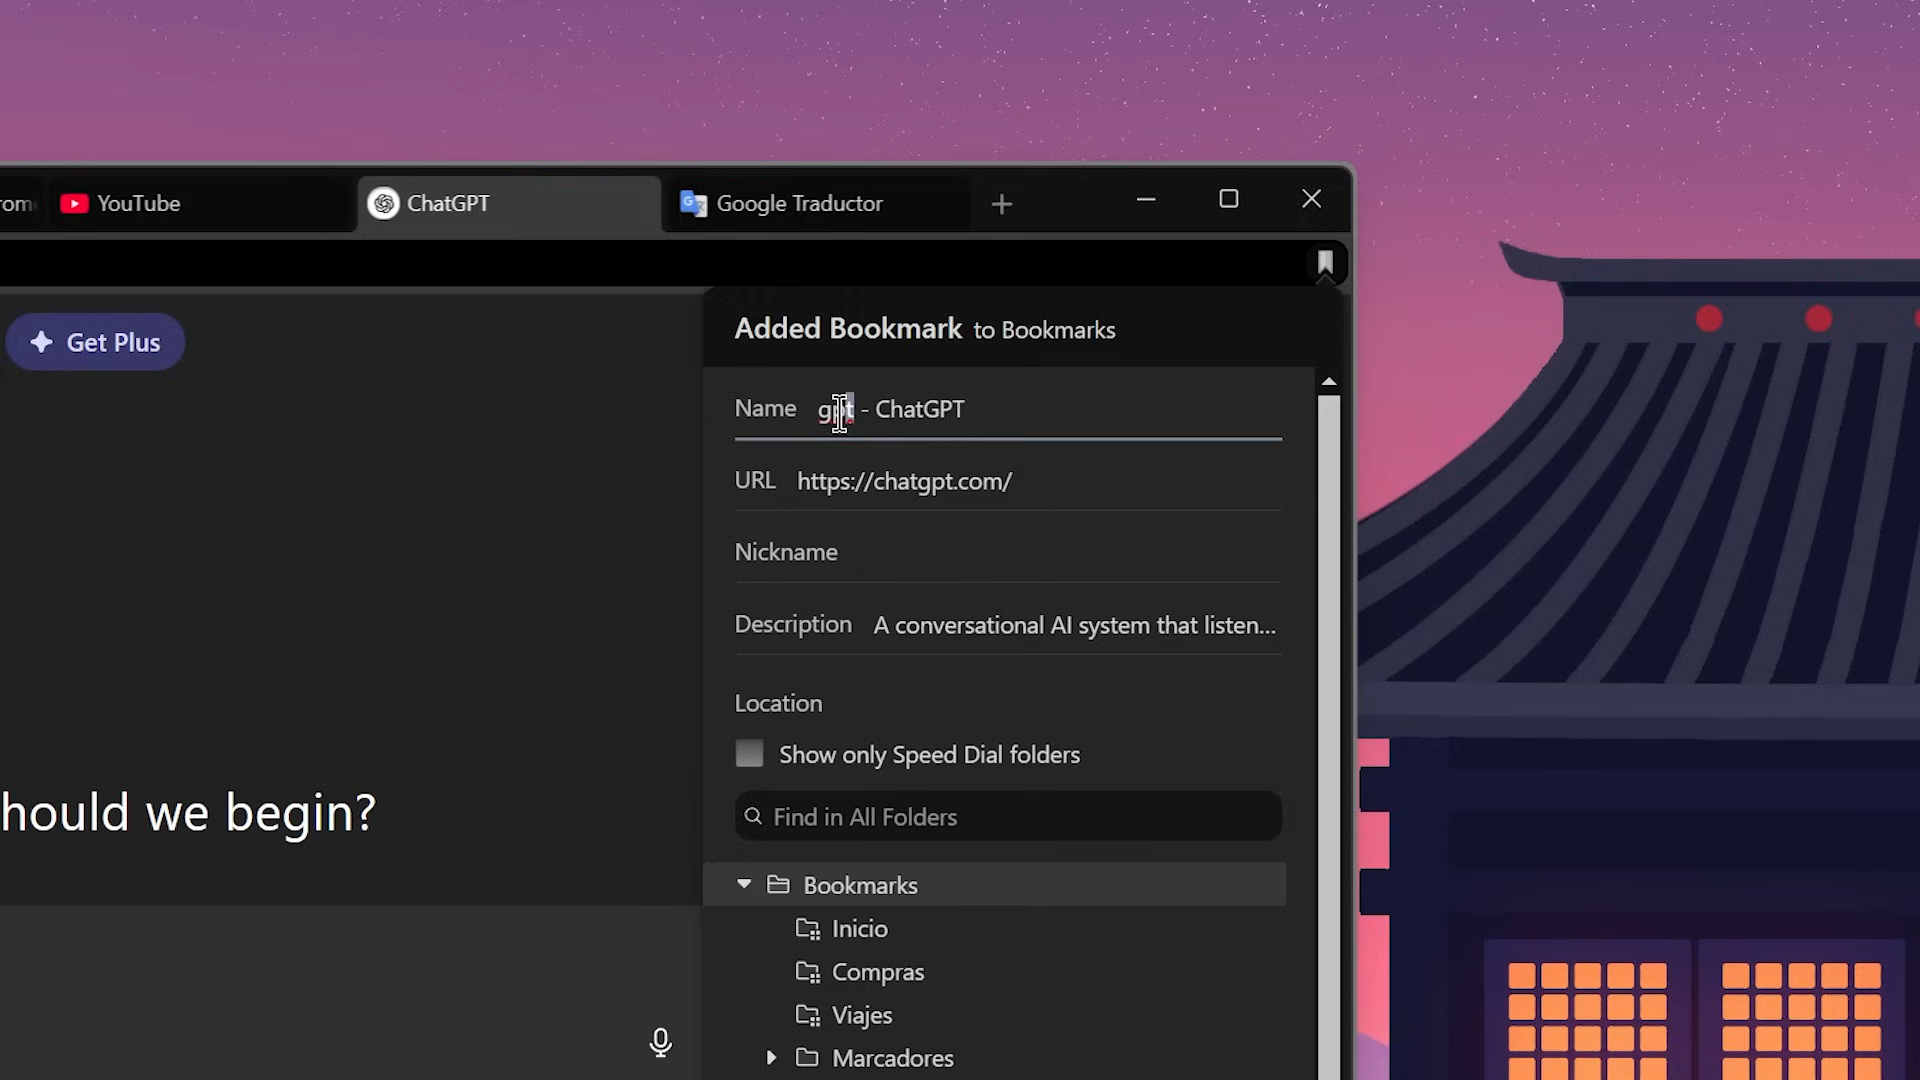 rome
YouTube
ChatGPT
Google Traductor
Get Plus
Added Bookmark to Bookmarks
Name gpt - ChatGPT
URL https://chatgpt.com/
Nickname
Description A conversational AI system that listen...
Location
Show only Speed Dial folders
hould we begin?
Find in All Folders
Bookmarks
Inicio
Compras
Viajes
Marcadores